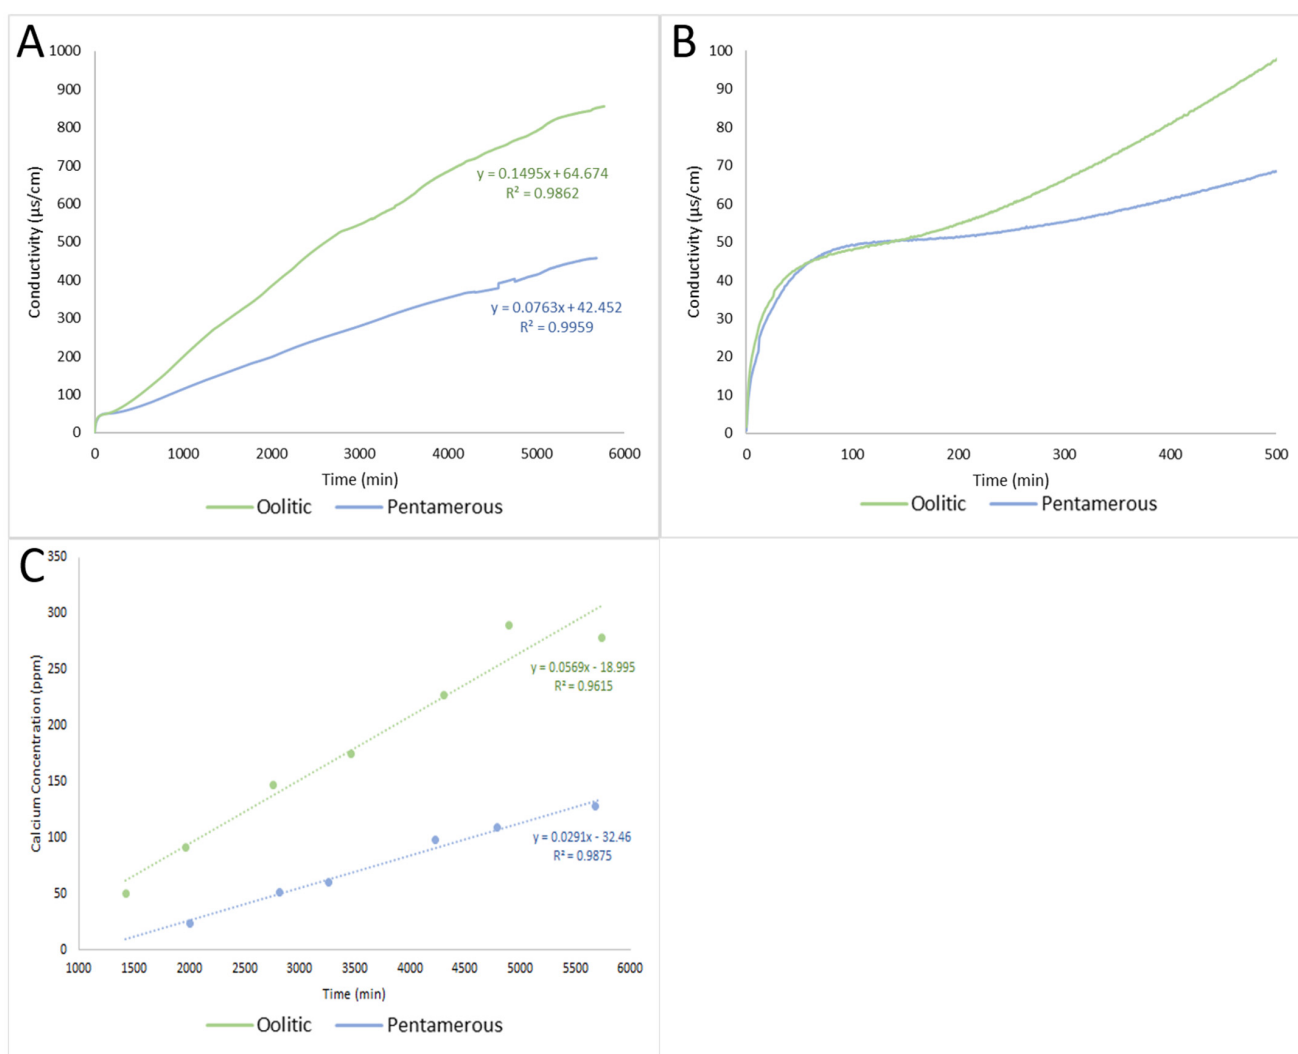 A
1000
900
800
700
600
500
400
300
200
100
0
Conductivity (µs/cm)
y = 0.1495x + 64.674
R² = 0.9862
y = 0.0763x + 42.452
R² = 0.9959
0 1000 2000 3000 4000 5000 6000
Time (min)
Oolitic Pentamerous
B
100
90
80
70
60
50
40
30
20
10
0
Conductivity (µs/cm)
0 100 200 300 400 500
Time (min)
Oolitic Pentamerous
C
350
300
250
200
150
100
50
0
Calcium Concentration (ppm)
y = 0.0569x - 18.995
R² = 0.9615
y = 0.0291x - 32.46
R² = 0.9875
1000 1500 2000 2500 3000 3500 4000 4500 5000 5500 6000
Time (min)
Oolitic Pentamerous